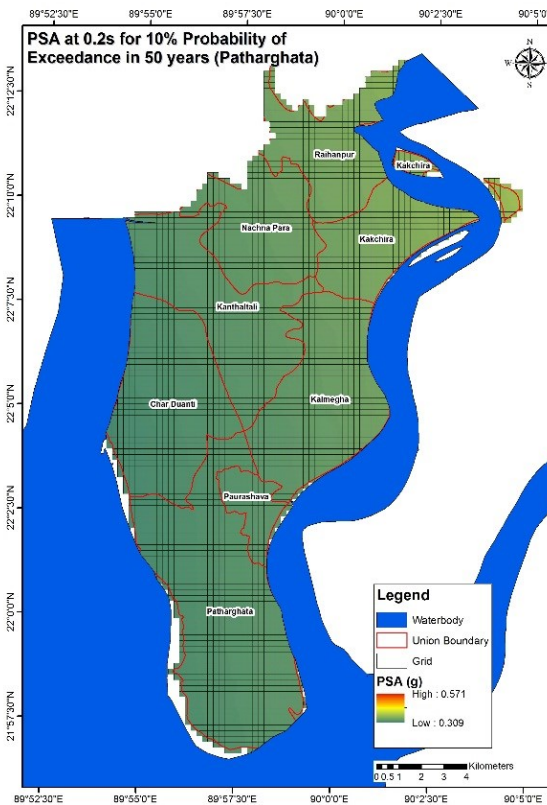 89°52'30"E 89°55'0"E 89°57'30"E 90°0'0"E 90°2'30"E 90°5'0
PSA at 0.2s for 10% Probability of
Exceedance in 50 years (Patharghata)
N
W E
S
22°12'30"N
Raihanpur
Kakchira
22°10'0"N
Nachna Para
Kakchira
22°7'30"N
Kanthaltali
22°5'0"N
Char Duanti
Kalmegha
22°2'30"N
Paurashava
22°0'0"N
Patharghata
21°57'30"N
Legend
Waterbody
Union Boundary
Grid
PSA (g)
High : 0.571
Low : 0.309
Kilometers
0 0.5 1 2 3 4
89°52'30"E 89°55'0"E 89°57'30"E 90°0'0"E 90°2'30"E 90°5'0"